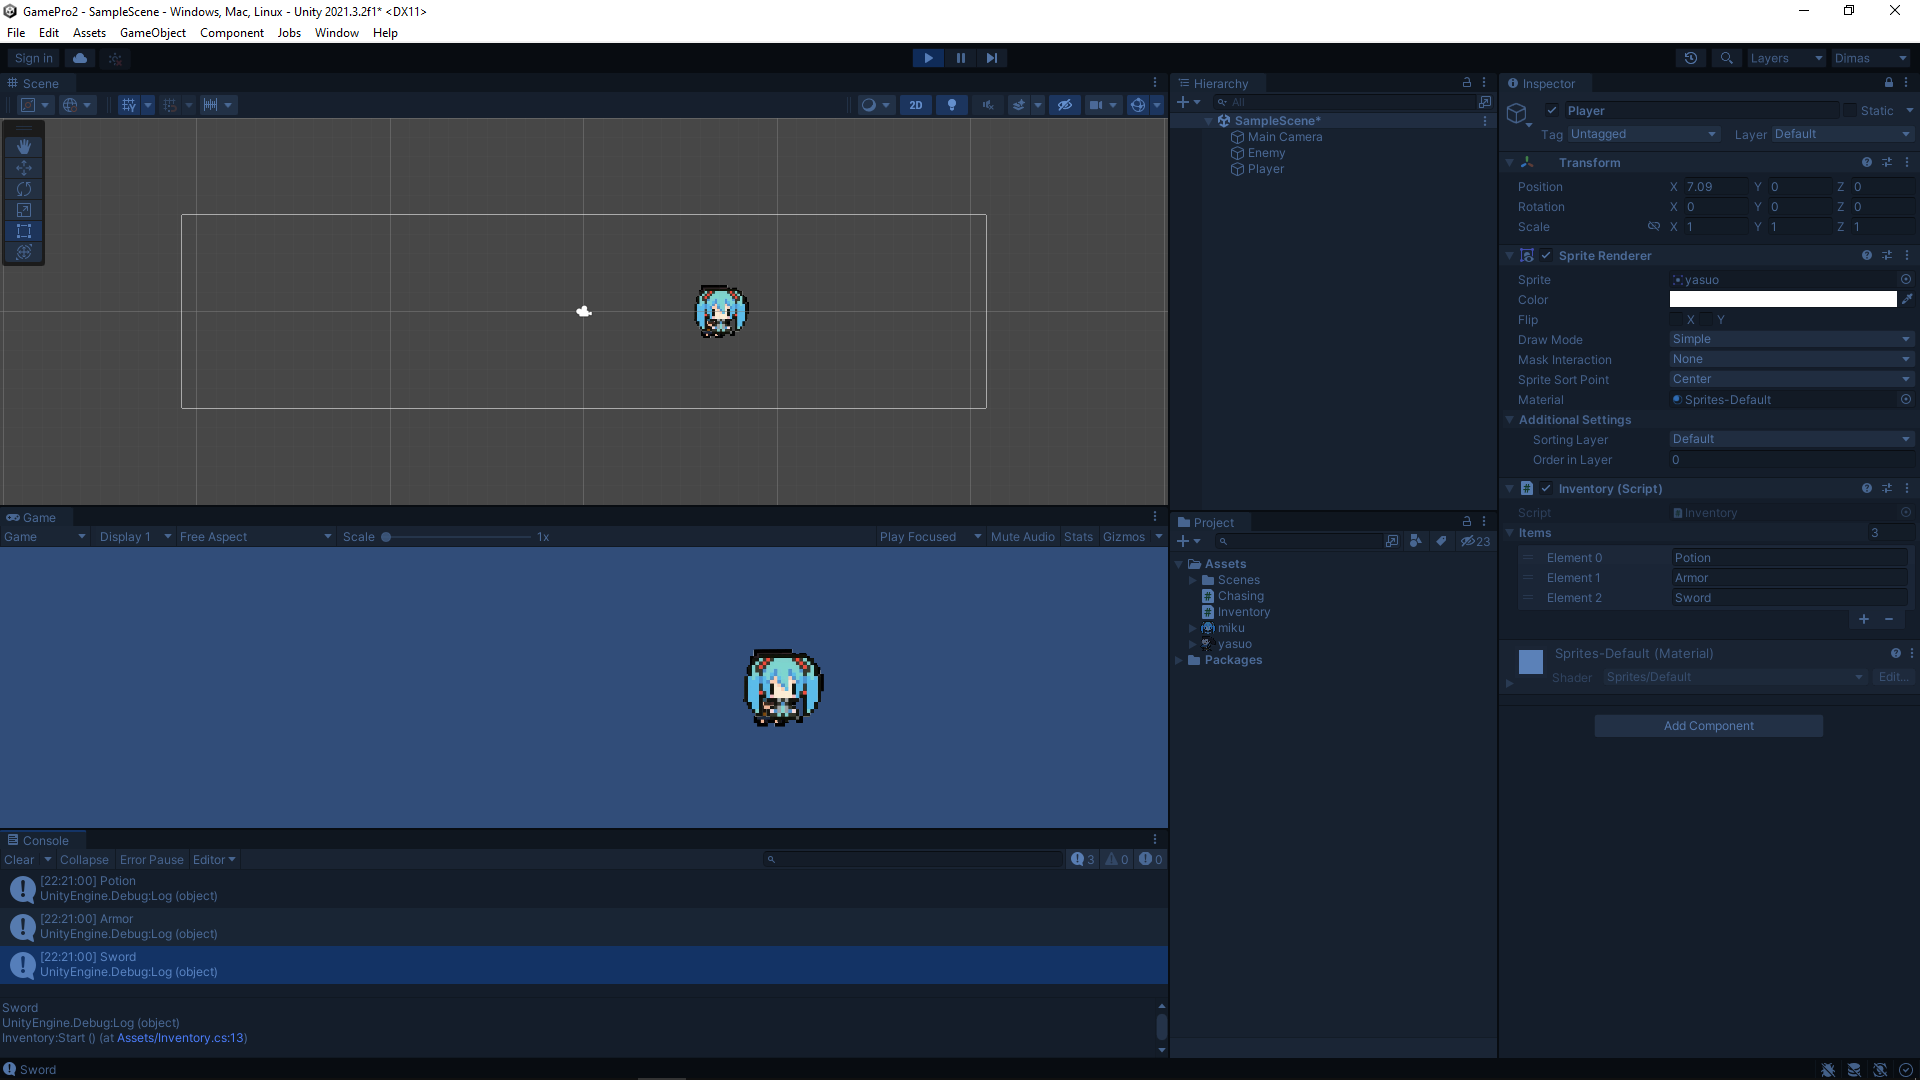 GamePro2 - SampleScene - Windows, Mac, Linux - Unity 2021.3.2f1* <DX11>
File Edit Assets GameObject Component Jobs Window Help
Sign in
Layers
Dimas
Scene
2D
Game
Game
Display 1
Free Aspect
Scale
1x
Play Focused
Mute Audio
Stats
Gizmos
Console
Clear
Collapse
Error Pause
Editor
3
0
0
[22:21:00] Potion
UnityEngine.Debug:Log (object)
[22:21:00] Armor
UnityEngine.Debug:Log (object)
[22:21:00] Sword
UnityEngine.Debug:Log (object)
Sword
UnityEngine.Debug:Log (object)
Inventory:Start () (at Assets/Inventory.cs:13)
Sword
Hierarchy
All
SampleScene*
Main Camera
Enemy
Player
Project
23
Assets
Scenes
Chasing
Inventory
miku
yasuo
Packages
Inspector
Player
Static
Tag Untagged Layer Default
Transform
Position X 7.09 Y 0 Z 0
Rotation X 0 Y 0 Z 0
Scale X 1 Y 1 Z 1
Sprite Renderer
Sprite yasuo
Color
Flip X Y
Draw Mode Simple
Mask Interaction None
Sprite Sort Point Center
Material Sprites-Default
Additional Settings
Sorting Layer Default
Order in Layer 0
# Inventory (Script)
Script Inventory
Items 3
Element 0 Potion
Element 1 Armor
Element 2 Sword
Sprites-Default (Material)
Shader Sprites/Default Edit...
Add Component